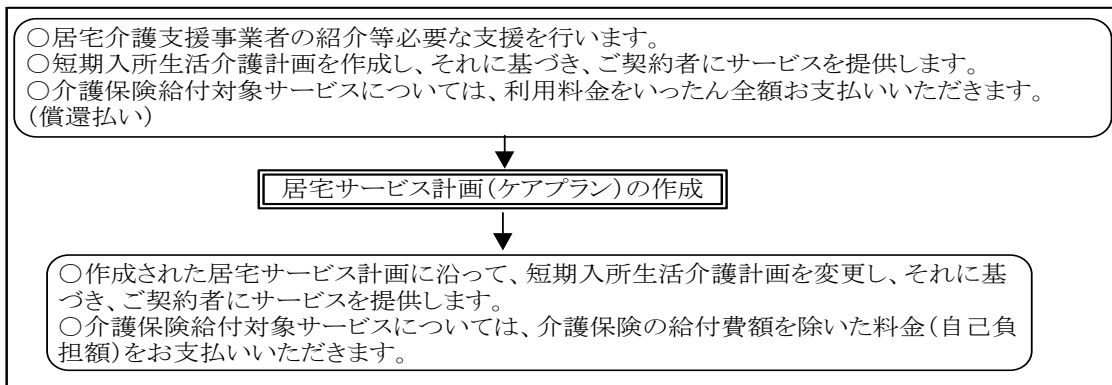 ○居宅介護支援事業者の紹介等必要な支援を行います。
○短期入所生活介護計画を作成し、それに基づき、ご契約者にサービスを提供します。
○介護保険給付対象サービスについては、利用料金をいったん全額お支払いいただきます。
(償還払い)
居宅サービス計画(ケアプラン)の作成
○作成された居宅サービス計画に沿って、短期入所生活介護計画を変更し、それに基
づき、ご契約者にサービスを提供します。
○介護保険給付対象サービスについては、介護保険の給付費額を除いた料金(自己負
担額)をお支払いいただきます。